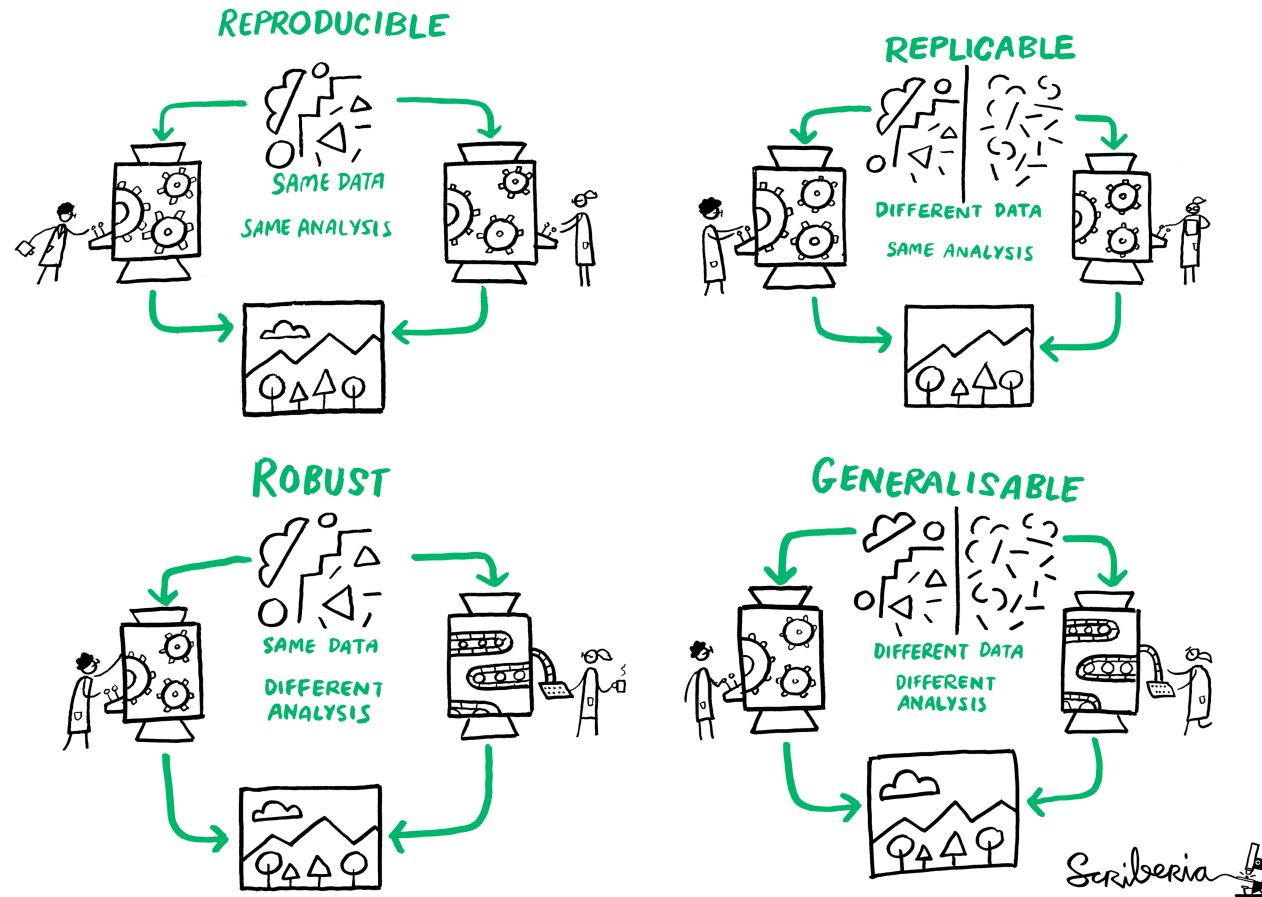 REPRODUCIBLE
SAME DATA
SAME ANALYSIS
REPLICABLE
DIFFERENT DATA
SAME ANALYSIS
ROBUST
SAME DATA
DIFFERENT
ANALYSIS
GENERALISABLE
DIFFERENT DATA
DIFFERENT
ANALYSIS
Scriberia